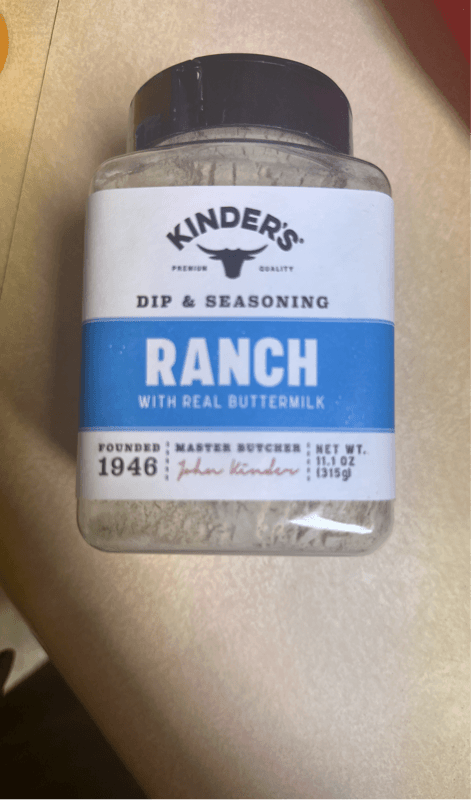 KINDER'S
PREMIUM QUALITY
DIP & SEASONING
RANCH
WITH REAL BUTTERMILK
FOUNDED
1946
MASTER BUTCHER
John Kinder
NET WT.
11.1 OZ
(315g)